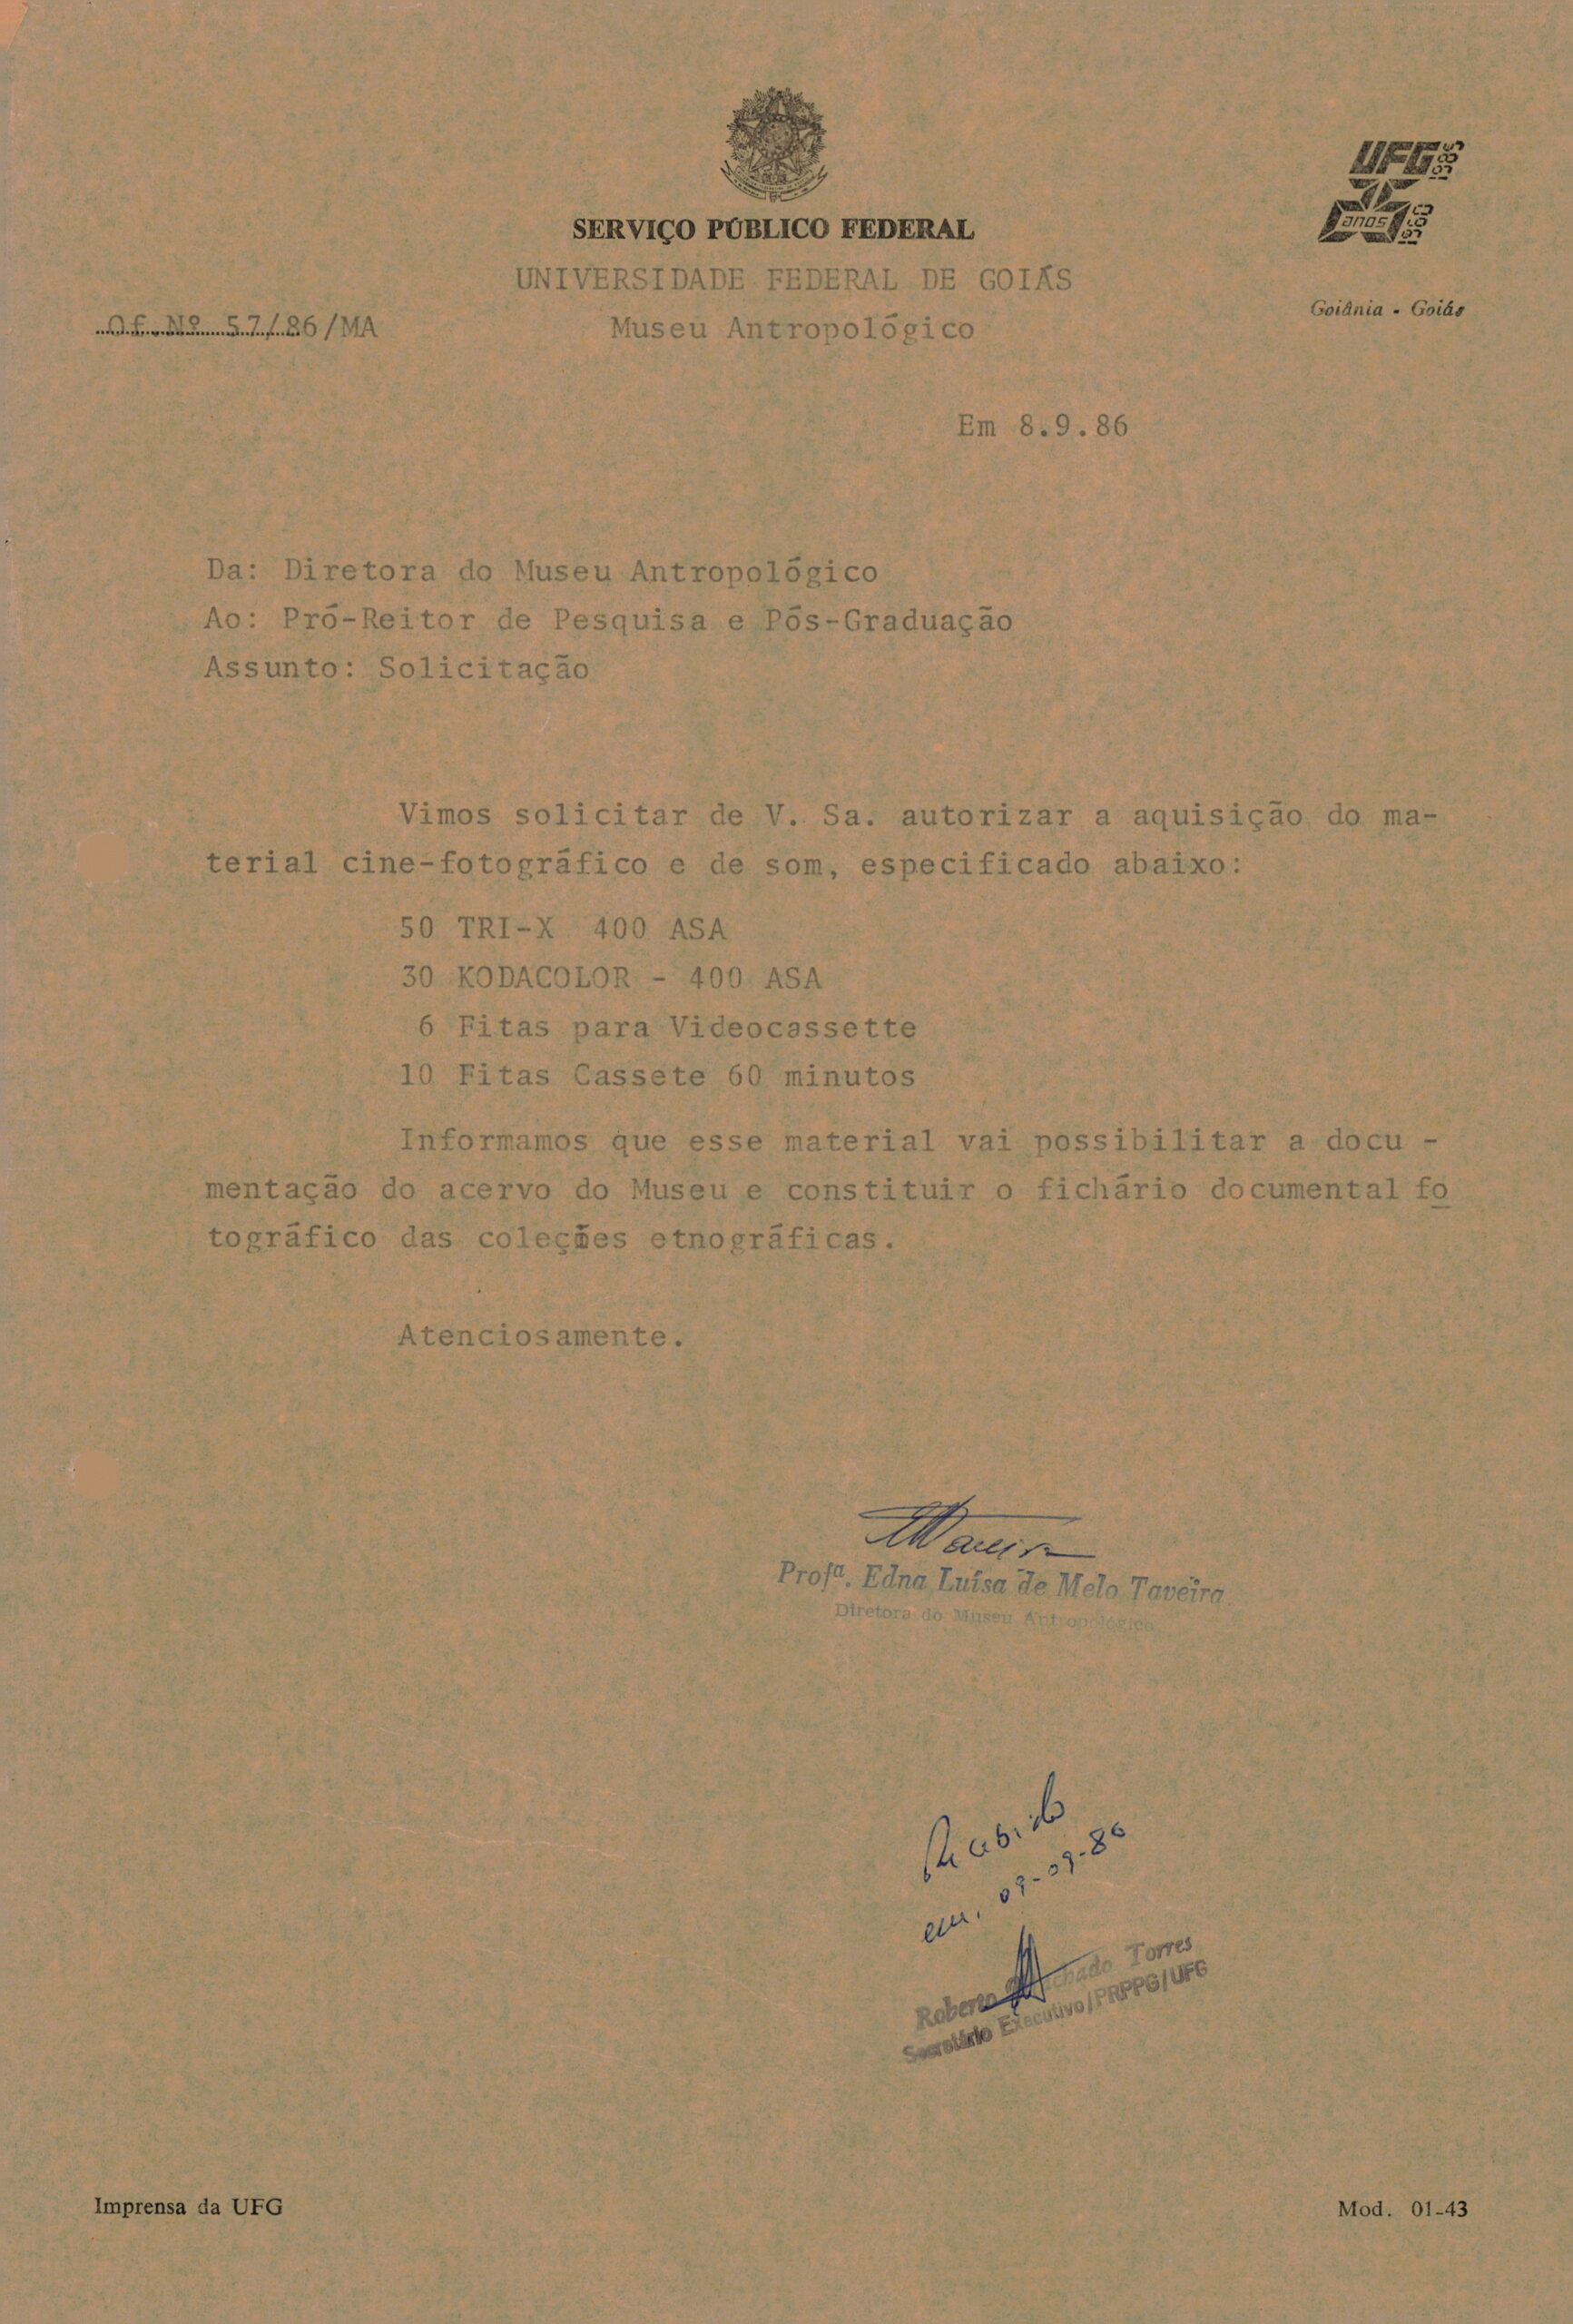 UFG 1985
25 anos 1960
SERVIÇO PÚBLICO FEDERAL
UNIVERSIDADE FEDERAL DE GOIÁS
Goiânia - Goiás
Of. Nº 57/86/MA
Museu Antropológico
Em 8.9.86
Da: Diretora do Museu Antropológico
Ao: Pró-Reitor de Pesquisa e Pós-Graduação
Assunto: Solicitação
Vimos solicitar de V. Sa. autorizar a aquisição do ma-
terial cine-fotográfico e de som, especificado abaixo:
50 TRI-X 400 ASA
30 KODACOLOR - 400 ASA
6 Fitas para Videocassette
10 Fitas Cassete 60 minutos
Informamos que esse material vai possibilitar a docu -
mentação do acervo do Museu e constituir o fichário documental fo
tográfico das coleções etnográficas.
Atenciosamente.
Profª. Edna Luísa de Melo Taveira
Diretora do Museu Antropológico
Recebido
em, 09-09-86
Roberto Machado Torres
Secretário Executivo/PRPPG/UFG
Imprensa da UFG
Mod. 01-43